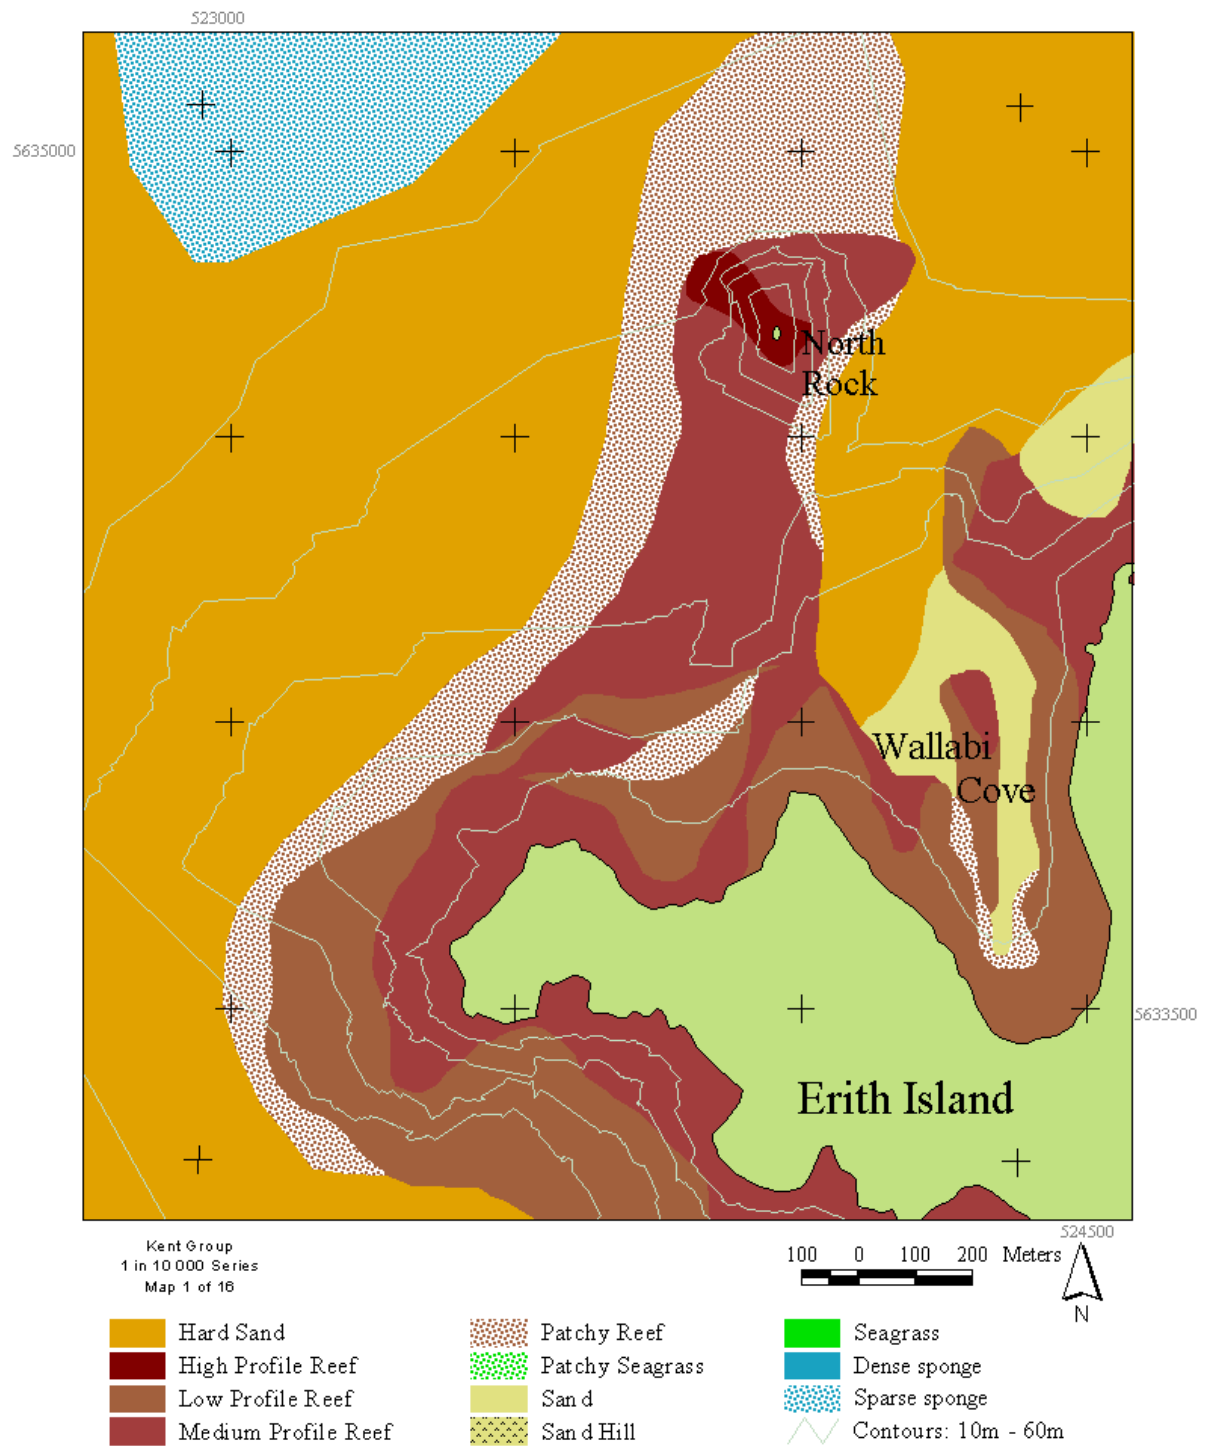 523000
5635000
North
Rock
Wallabi
Cove
5633500
Erith Island
524500
Kent Group
1 in 10 000 Series
Map 1 of 16
100 0 100 200 Meters
N
Hard Sand
High Profile Reef
Low Profile Reef
Medium Profile Reef
Patchy Reef
Patchy Seagrass
Sand
Sand Hill
Seagrass
Dense sponge
Sparse sponge
Contours: 10m - 60m